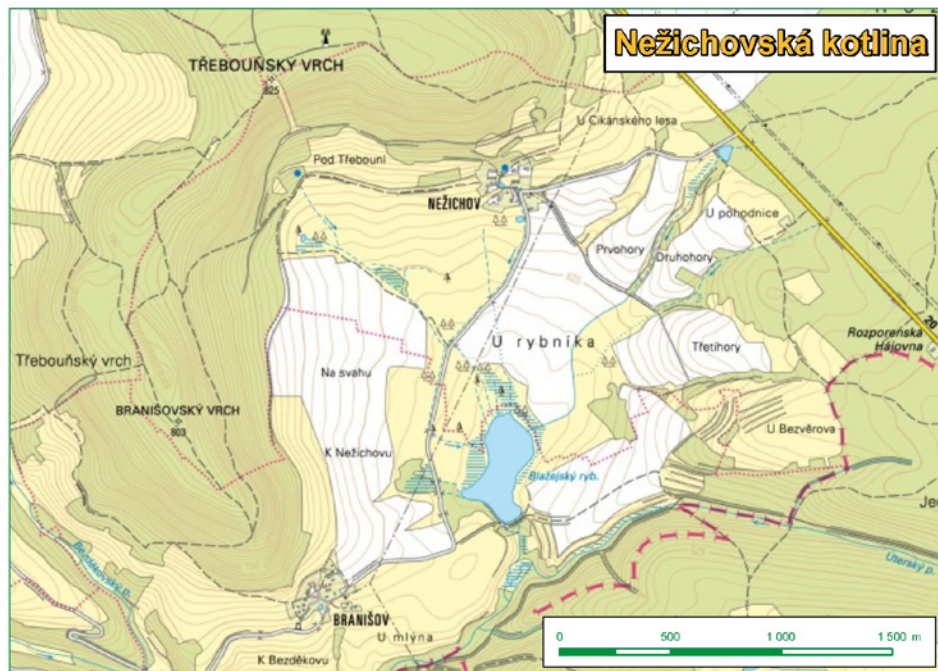 Nežichovská kotlina
TŘEBOUŇSKÝ VRCH
825
U Cikánského lesa
Pod Třebouní
NEŽICHOV
U pohodnice
Prvohory
Druhohory
U rybníka
Třetihory
Rozporeňská
Hájovna
20
Třebouňský vrch
Na svahu
BRANIŠOVSKÝ VRCH
803
K Nežichovu
U Bezvěrova
Blažejský ryb.
Bezděkovský p.
Úterský p.
BRANIŠOV
U mlýna
K Bezděkovu
0 500 1 000 1 500 m